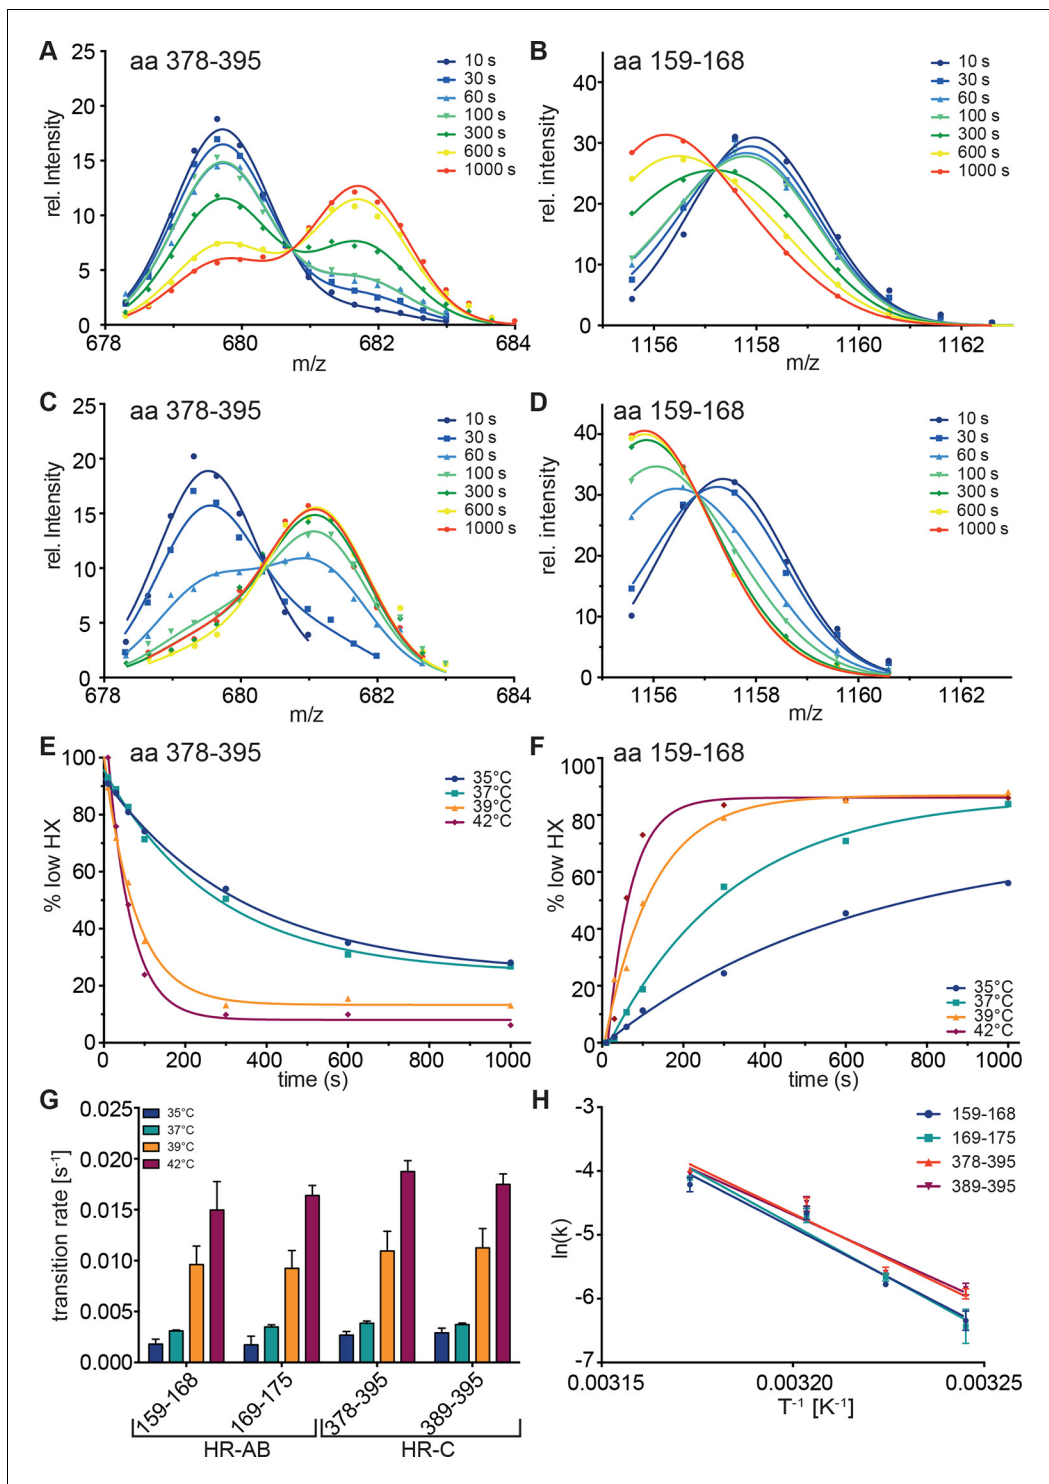 A
aa 378-395
25
20
15
10
5
0
rel. Intensity
678
680
682
684
m/z
10 s
30 s
60 s
100 s
300 s
600 s
1000 s
B
aa 159-168
40
30
20
10
0
rel. intensity
1156
1158
1160
1162
m/z
10 s
30 s
60 s
100 s
300 s
600 s
1000 s
C
aa 378-395
25
20
15
10
5
0
rel. Intensity
678
680
682
684
m/z
10 s
30 s
60 s
100 s
300 s
600 s
1000 s
D
aa 159-168
40
30
20
10
0
rel. intensity
1156
1158
1160
1162
m/z
10 s
30 s
60 s
100 s
300 s
600 s
1000 s
E
aa 378-395
100
80
60
40
20
0
% low HX
0
200
400
600
800
1000
time (s)
35°C
37°C
39°C
42°C
F
aa 159-168
100
80
60
40
20
0
% low HX
0
200
400
600
800
1000
time (s)
35°C
37°C
39°C
42°C
G
0.025
0.020
0.015
0.010
0.005
0.000
transition rate [s⁻¹]
35°C
37°C
39°C
42°C
159-168
169-175
378-395
389-395
HR-AB
HR-C
H
-3
-4
-5
-6
-7
ln(k)
0.00315
0.00320
0.00325
T⁻¹ [K⁻¹]
159-168
169-175
378-395
389-395